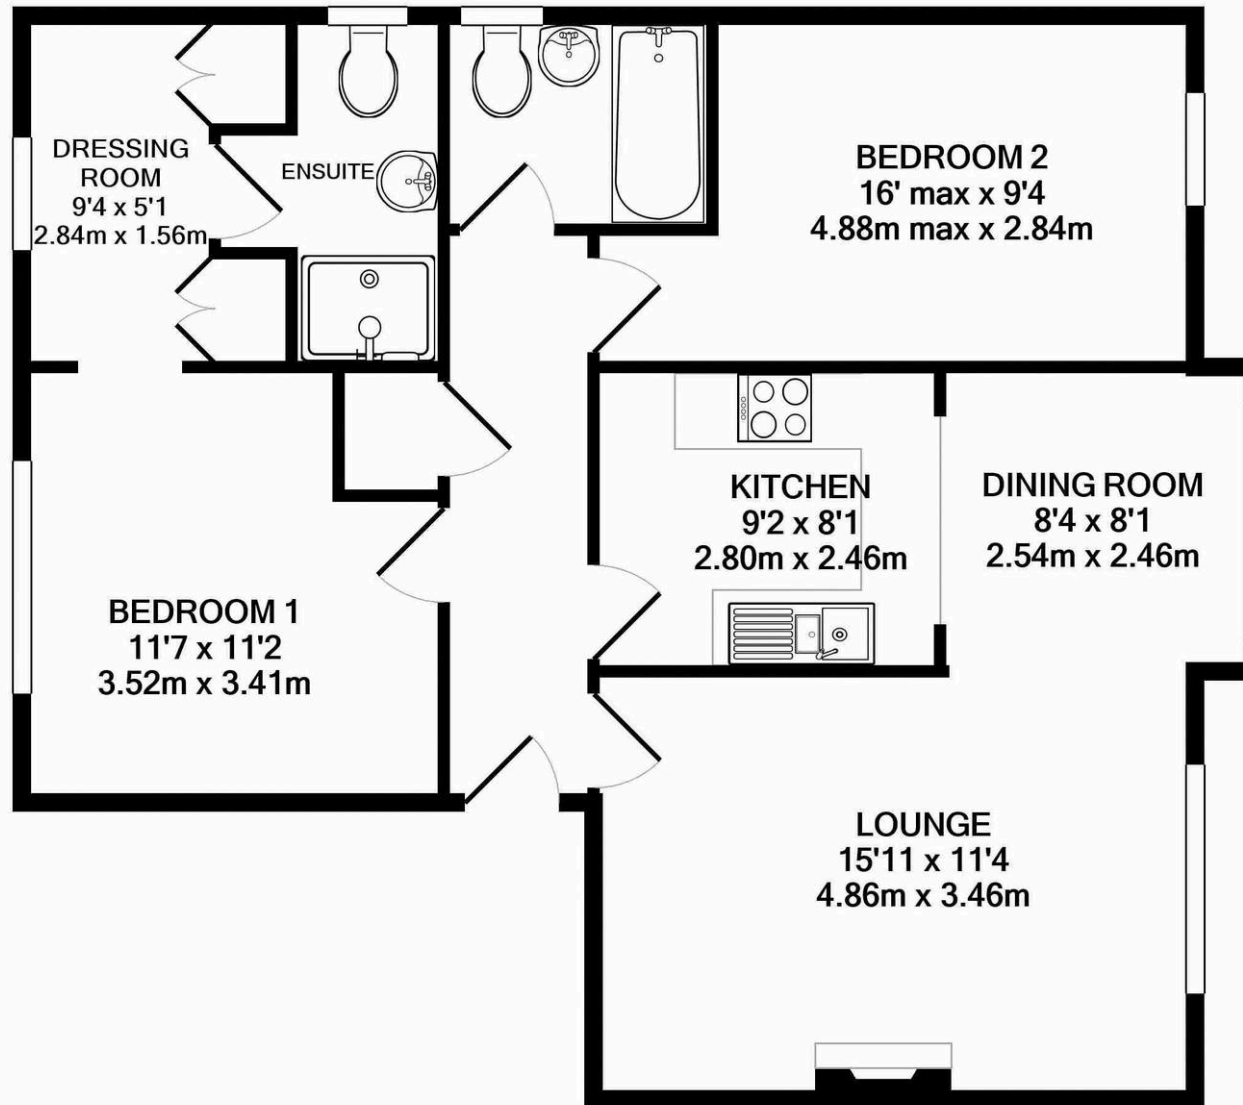 DRESSING
ROOM
9'4 x 5'1
2.84m x 1.56m
ENSUITE
BEDROOM 2
16' max x 9'4
4.88m max x 2.84m
KITCHEN
9'2 x 8'1
2.80m x 2.46m
DINING ROOM
8'4 x 8'1
2.54m x 2.46m
BEDROOM 1
11'7 x 11'2
3.52m x 3.41m
LOUNGE
15'11 x 11'4
4.86m x 3.46m